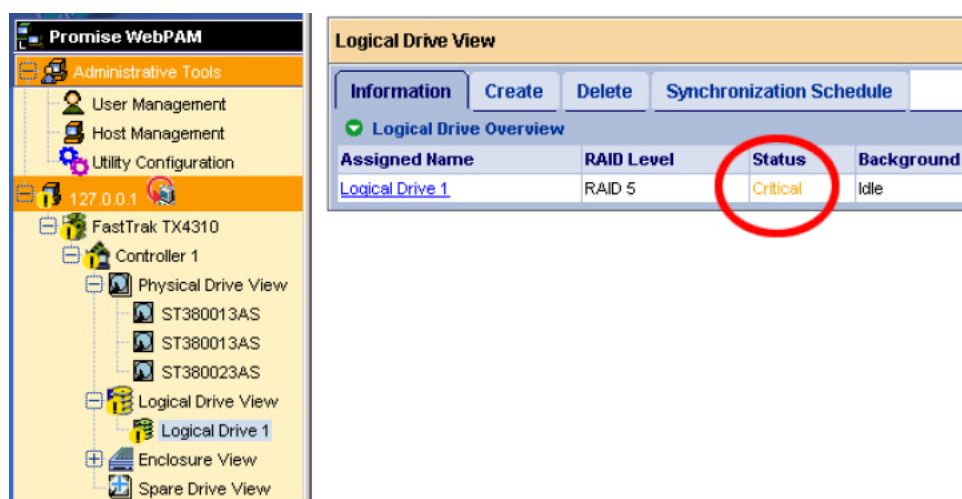 Promise WebPAM
Administrative Tools
User Management
Host Management
Utility Configuration
127.0.0.1
FastTrak TX4310
Controller 1
Physical Drive View
ST380013AS
ST380013AS
ST380023AS
Logical Drive View
Logical Drive 1
Enclosure View
Spare Drive View
Logical Drive View
Information Create Delete Synchronization Schedule
Logical Drive Overview
Assigned Name RAID Level Status Background
Logical Drive 1 RAID 5 Critical Idle